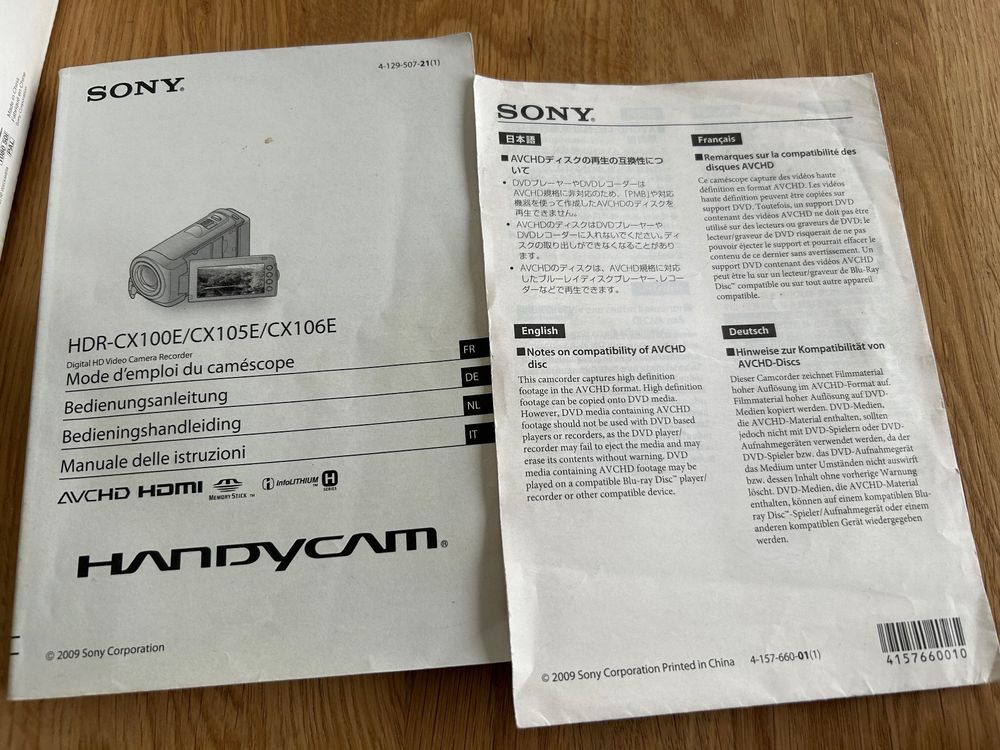 Made in China
SONY®
4-129-507-21(1)
HDR-CX100E/CX105E/CX106E
Digital HD Video Camera Recorder
Mode d'emploi du caméscope
FR
Bedienungsanleitung
DE
Bedieningshandleiding
NL
Manuale delle istruzioni
IT
AVCHD HDMI MEMORY STICK™ InfoLITHIUM™ H SERIES
HANDYCAM®
© 2009 Sony Corporation
SONY®
日本語
■AVCHDディスクの再生の互換性につ
いて
• DVDプレーヤーやDVDレコーダーは
AVCHD規格に非対応のため、「PMB」や対応
機器を使って作成したAVCHDのディスクを
再生できません。
• AVCHDのディスクはDVDプレーヤーや
DVDレコーダーに入れないでください。ディ
スクの取り出しができなくなることがあり
ます。
• AVCHDのディスクは、AVCHD規格に対応
したブルーレイディスクプレーヤー、レコー
ダーなどで再生できます。
Français
■Remarques sur la compatibilité des
disques AVCHD
Ce caméscope capture des vidéos haute
définition en format AVCHD. Les vidéos
haute définition peuvent être copiées sur
support DVD. Toutefois, un support DVD
contenant des vidéos AVCHD ne doit pas être
utilisé sur des lecteurs ou graveurs de DVD; le
lecteur/graveur de DVD risquerait de ne pas
pouvoir éjecter le support et pourrait effacer le
contenu de ce dernier sans avertissement. Un
support DVD contenant des vidéos AVCHD
peut être lu sur un lecteur/graveur de Blu-Ray
Disc™ compatible ou sur tout autre appareil
compatible.
English
■Notes on compatibility of AVCHD
disc
This camcorder captures high definition
footage in the AVCHD format. High definition
footage can be copied onto DVD media.
However, DVD media containing AVCHD
footage should not be used with DVD based
players or recorders, as the DVD player/
recorder may fail to eject the media and may
erase its contents without warning. DVD
media containing AVCHD footage may be
played on a compatible Blu-ray Disc™ player/
recorder or other compatible device.
Deutsch
■Hinweise zur Kompatibilität von
AVCHD-Discs
Dieser Camcorder zeichnet Filmmaterial
hoher Auflösung im AVCHD-Format auf.
Filmmaterial hoher Auflösung auf DVD-
Medien kopiert werden. DVD-Medien,
die AVCHD-Material enthalten, sollten
jedoch nicht mit DVD-Spielern oder DVD-
Aufnahmegeräten verwendet werden, da der
DVD-Spieler bzw. das DVD-Aufnahmegerät
das Medium unter Umständen nicht auswirft
bzw. dessen Inhalt ohne vorherige Warnung
löscht. DVD-Medien, die AVCHD-Material
enthalten, können auf einem kompatiblen Blu-
ray Disc™-Spieler/Aufnahmegerät oder einem
anderen kompatiblen Gerät wiedergegeben
werden.
© 2009 Sony Corporation Printed in China 4-157-660-01(1)
4157660010